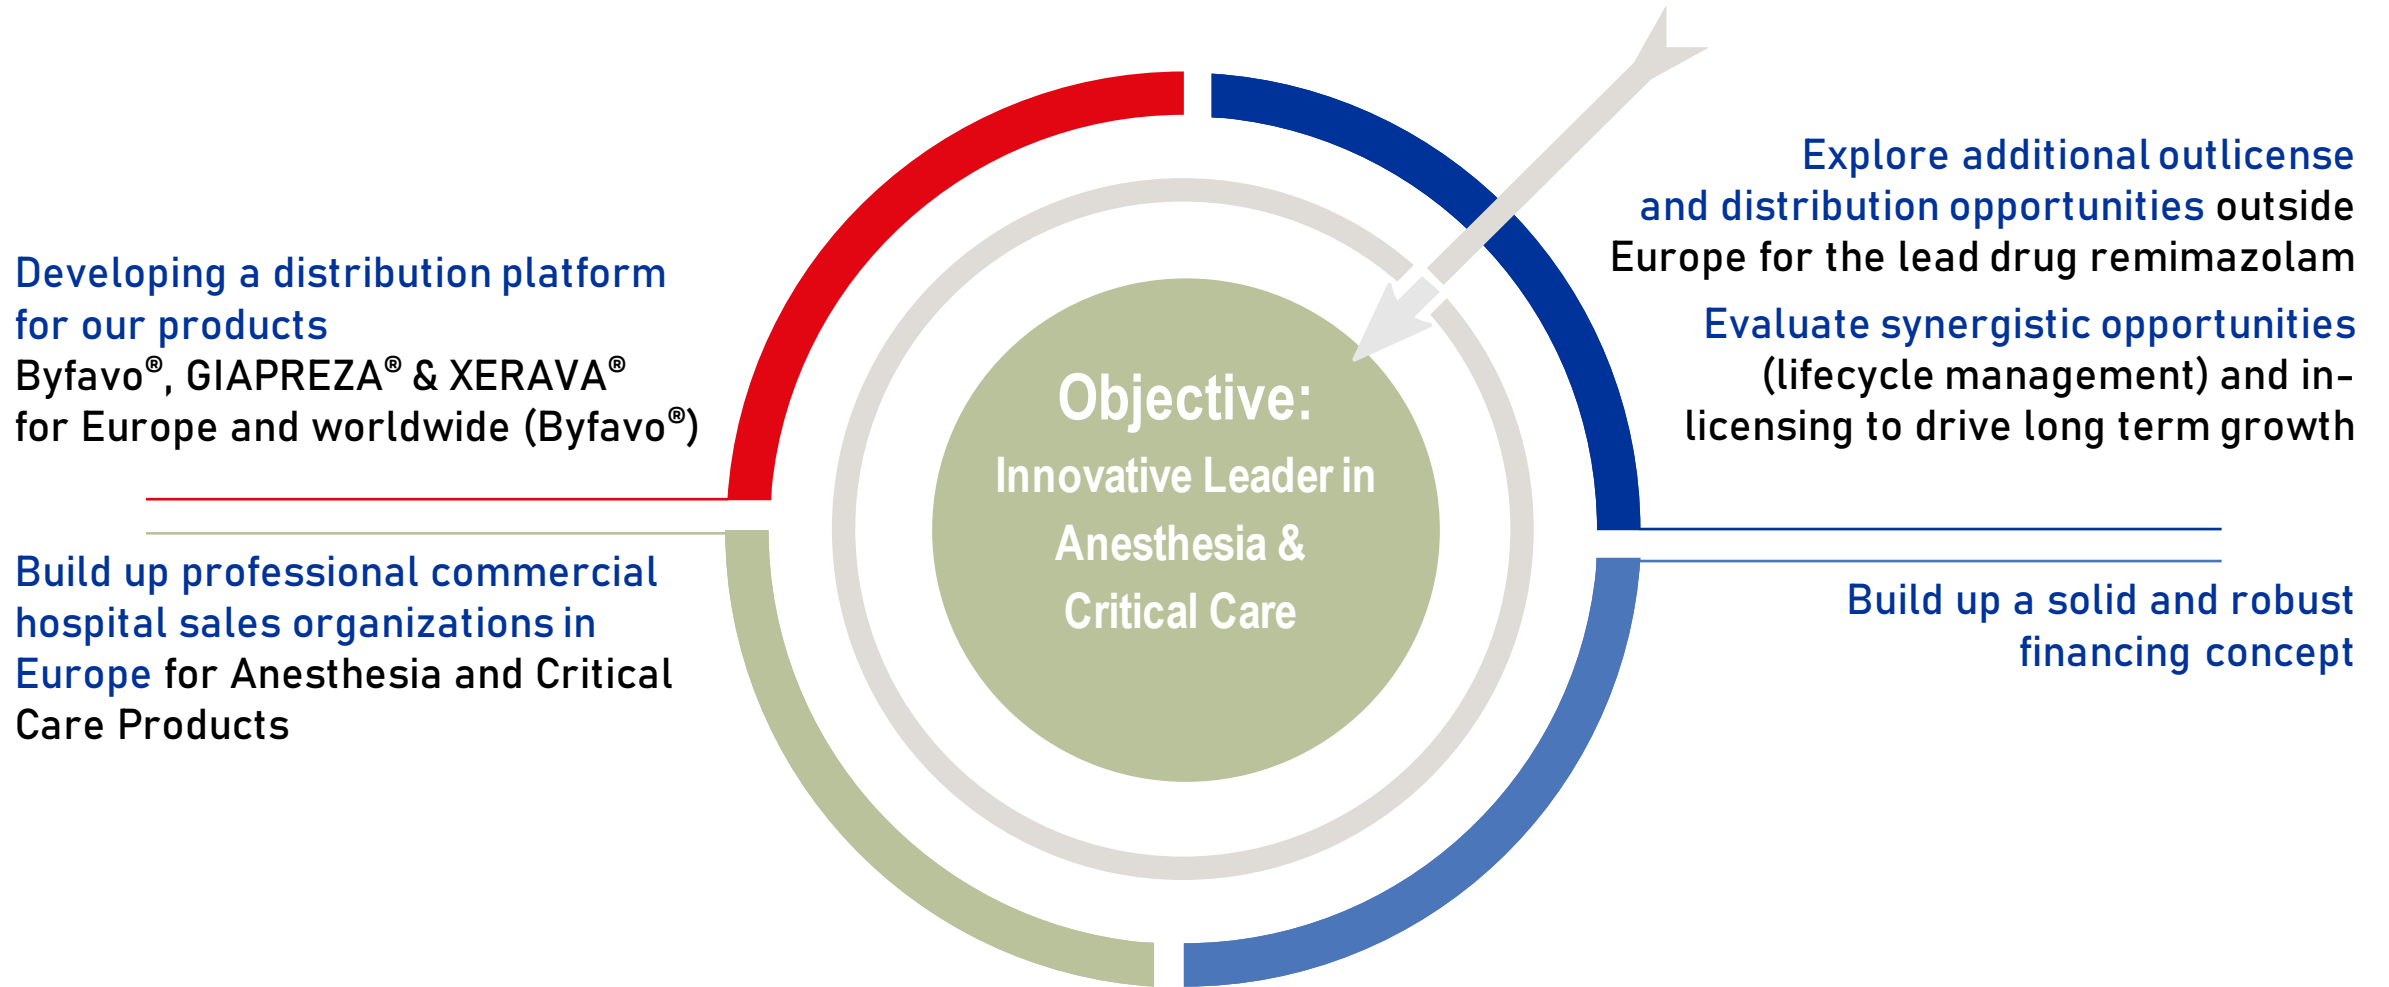 Developing a distribution platform
for our products
Byfavo®, GIAPREZA® & XERAVA®
for Europe and worldwide (Byfavo®)
Build up professional commercial
hospital sales organizations in
Europe for Anesthesia and Critical
Care Products
Objective:
Innovative Leader in
Anesthesia &
Critical Care
Explore additional outlicense
and distribution opportunities outside
Europe for the lead drug remimazolam
Evaluate synergistic opportunities
(lifecycle management) and in-
licensing to drive long term growth
Build up a solid and robust
financing concept